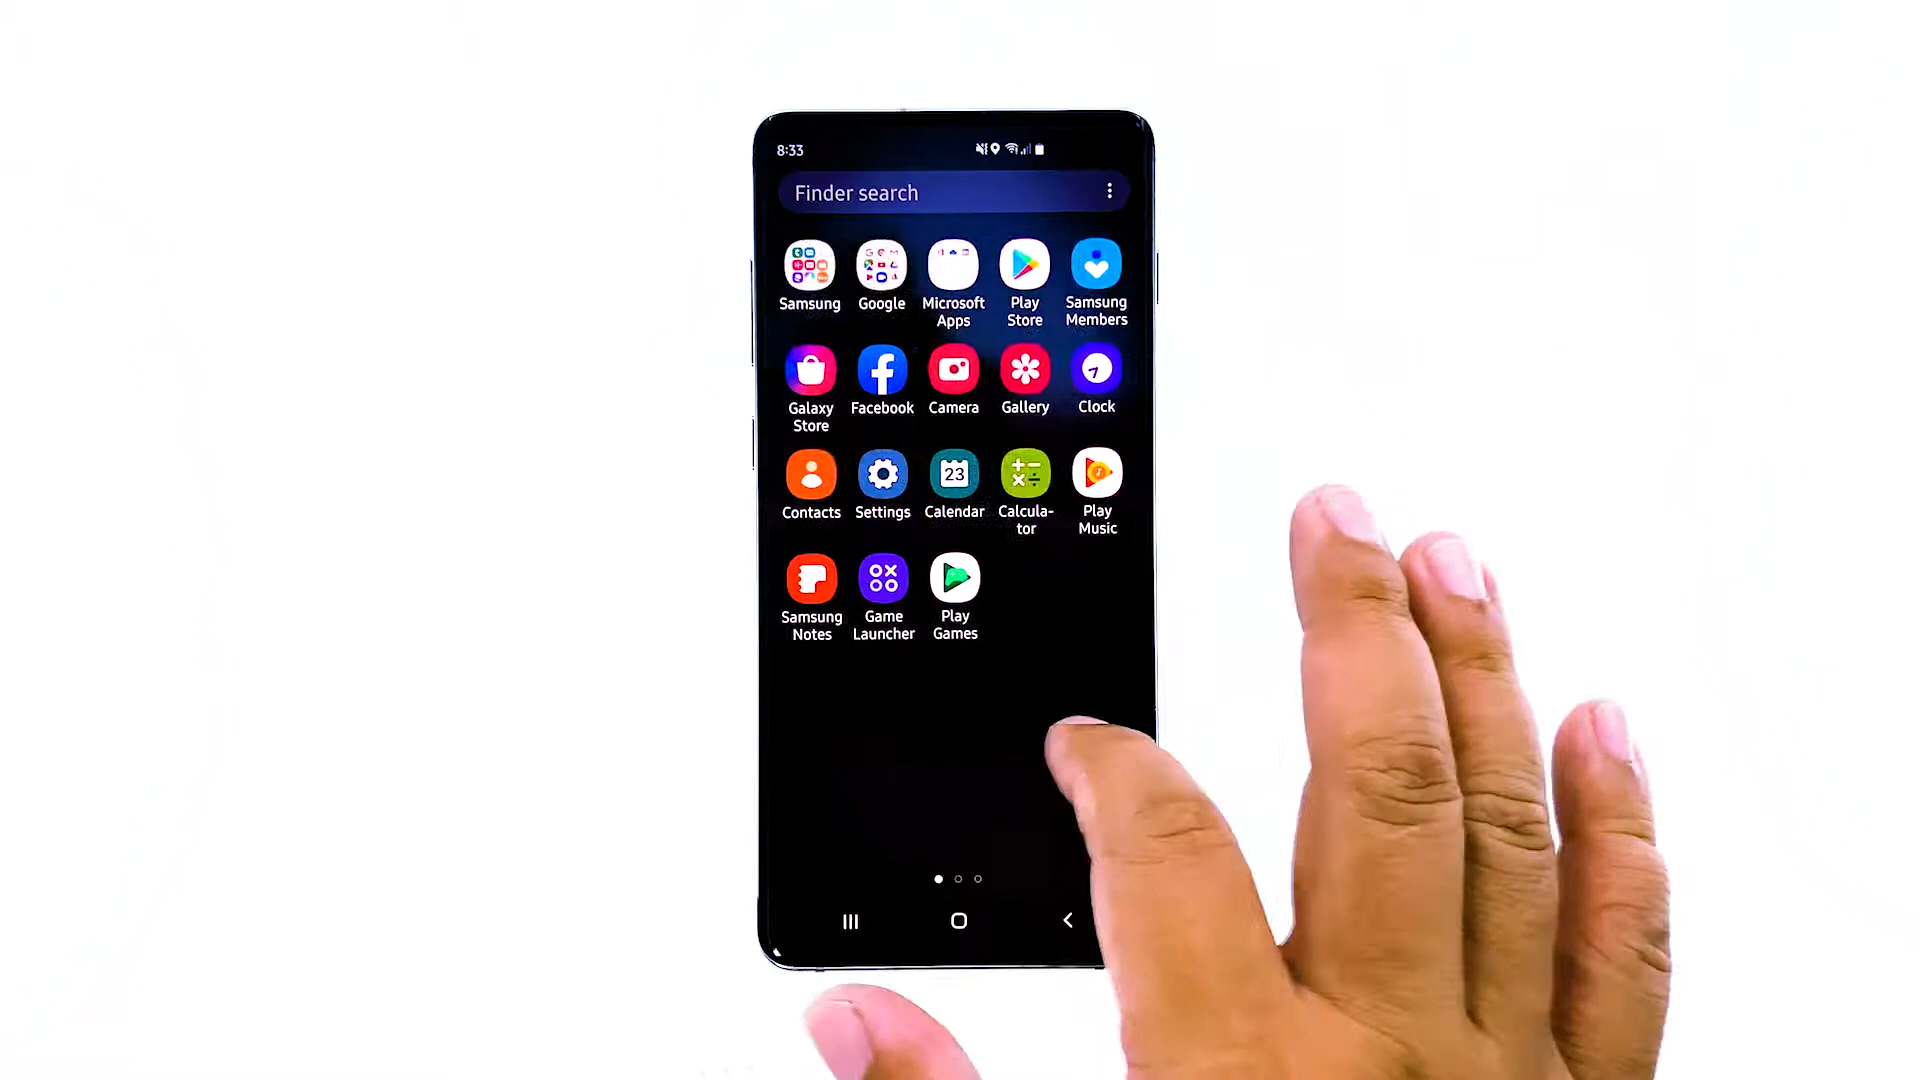 8:33
Finder search
Samsung
Google
Microsoft
Apps
Play
Store
Samsung
Members
Galaxy
Store
Facebook
Camera
Gallery
Clock
Contacts
Settings
23
Calendar
Calcula-
tor
Play
Music
Samsung
Notes
Game
Launcher
Play
Games